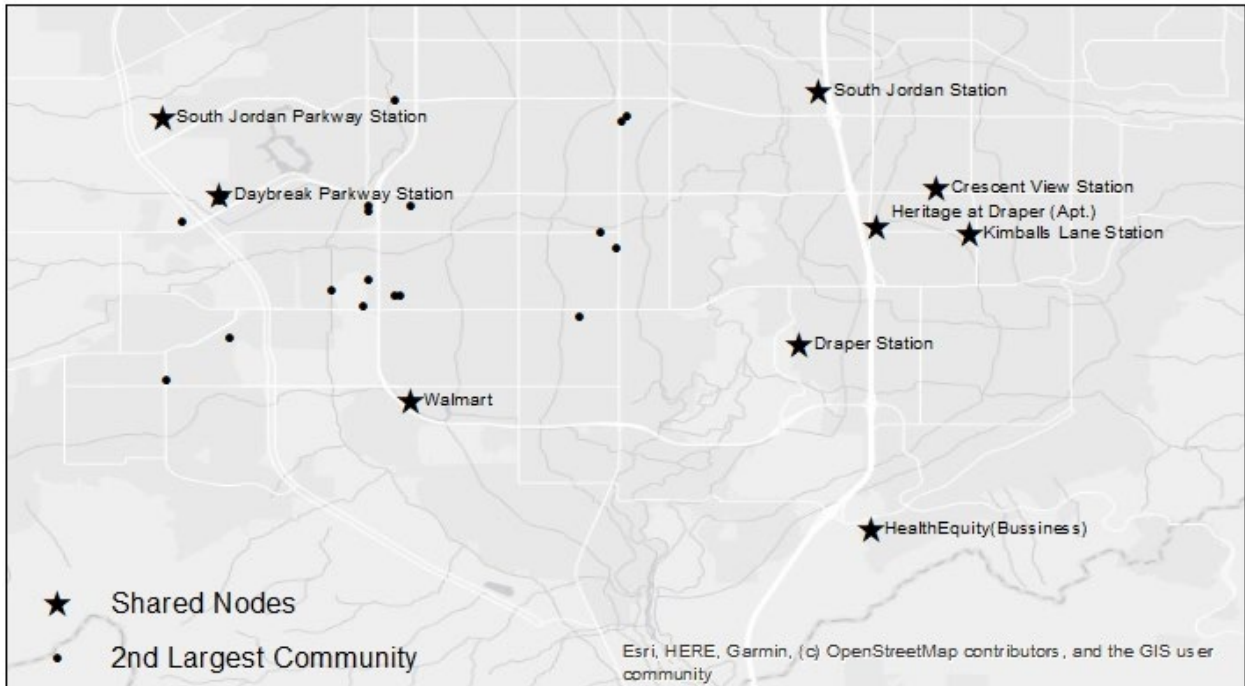 South Jordan Station
South Jordan Parkway Station
Crescent View Station
Daybreak Parkway Station
Heritage at Draper (Apt.)
Kimballs Lane Station
Draper Station
Walmart
HealthEquity(Bussiness)
Shared Nodes
2nd Largest Community
Esri, HERE, Garmin, (c) OpenStreetMap contributors, and the GIS user
community